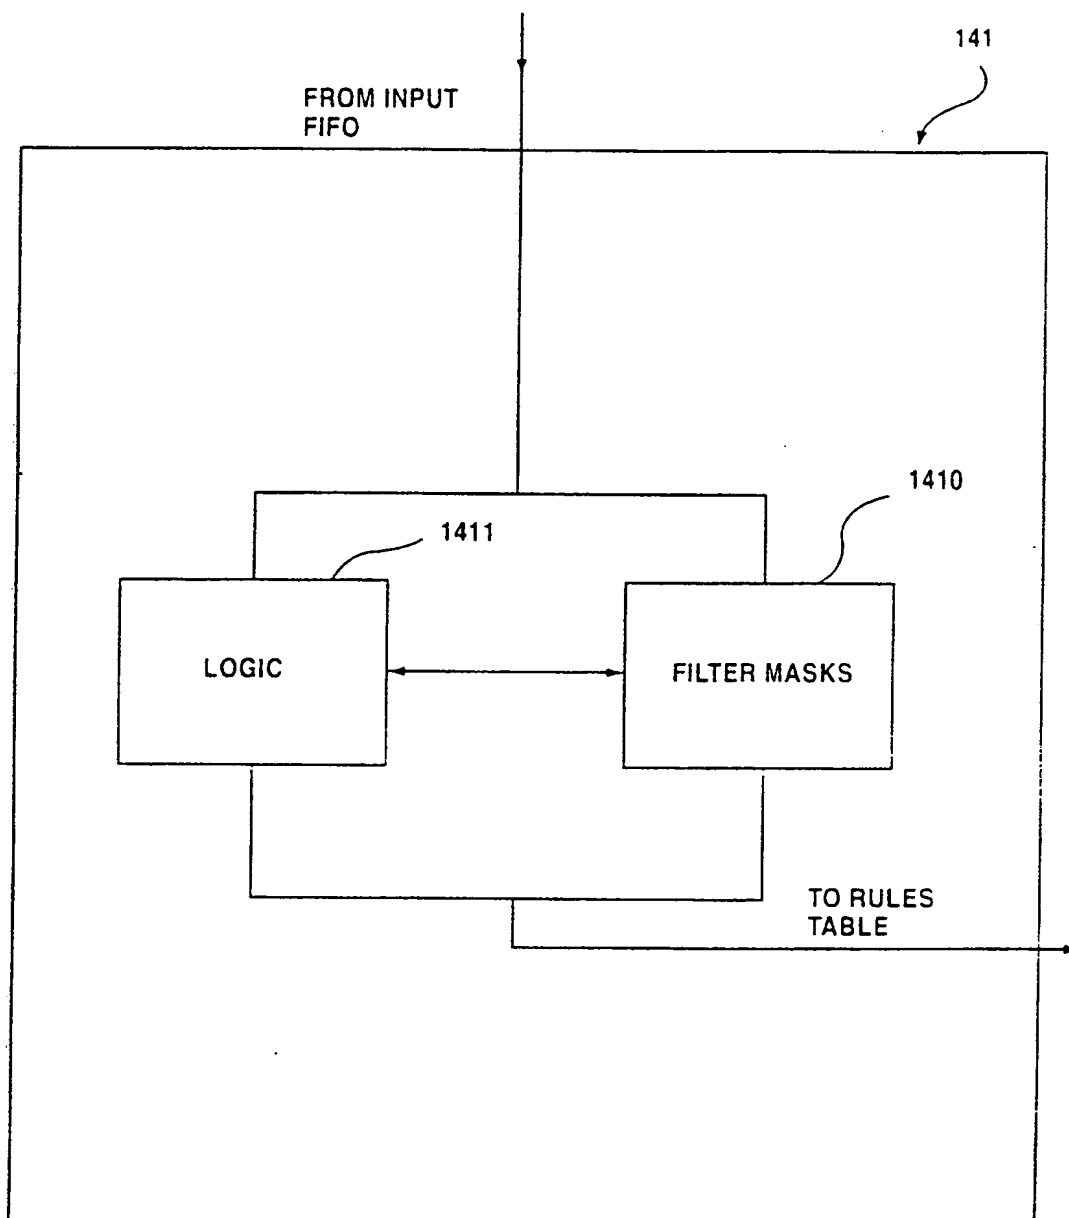 141
FROM INPUT
FIFO
1410
1411
LOGIC
FILTER MASKS
TO RULES
TABLE